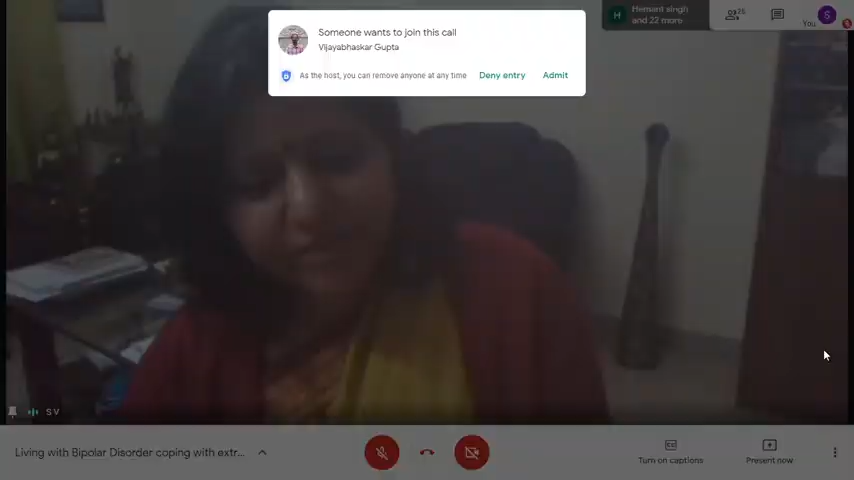 Someone wants to join this call
Vijayabhaskar Gupta
As the host, you can remove anyone at any time
Deny entry
Admit
H
Hemant singh
and 22 more
25
You
S
S V
Living with Bipolar Disorder coping with extr...
CC
Turn on captions
Present now